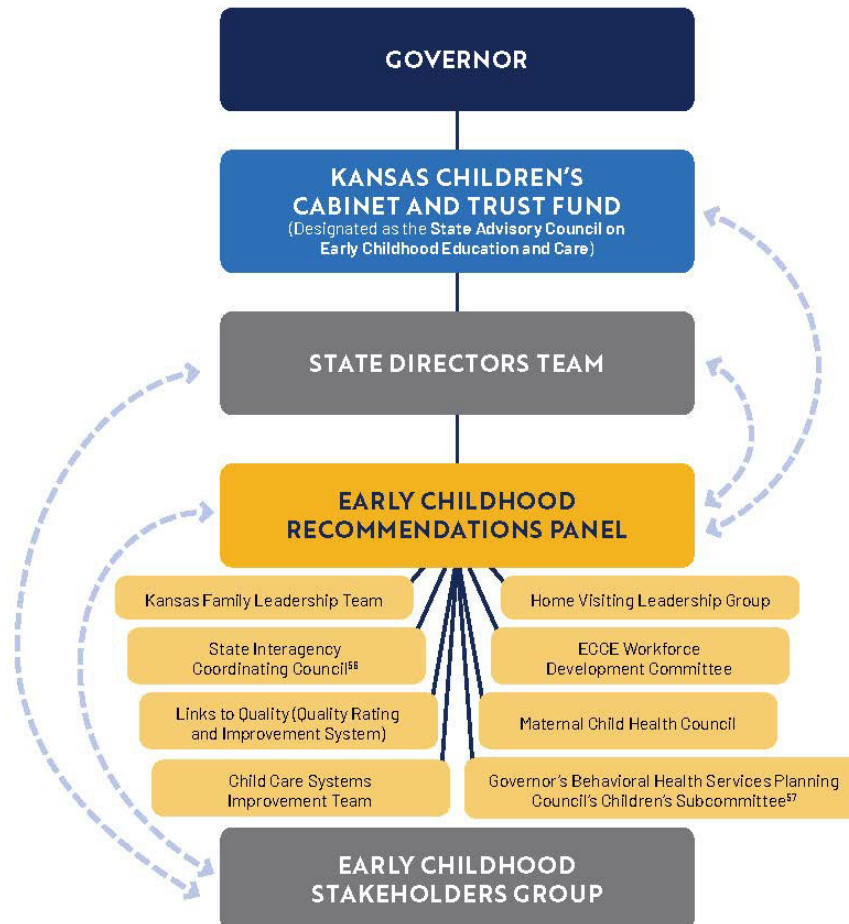 GOVERNOR
KANSAS CHILDREN'S
CABINET AND TRUST FUND
(Designated as the State Advisory Council on
Early Childhood Education and Care)
STATE DIRECTORS TEAM
EARLY CHILDHOOD
RECOMMENDATIONS PANEL
Kansas Family Leadership Team
Home Visiting Leadership Group
State Interagency
Coordinating Council⁵⁶
ECCE Workforce
Development Committee
Links to Quality (Quality Rating
and Improvement System)
Maternal Child Health Council
Child Care Systems
Improvement Team
Governor's Behavioral Health Services Planning
Council's Children's Subcommittee⁵⁷
EARLY CHILDHOOD
STAKEHOLDERS GROUP